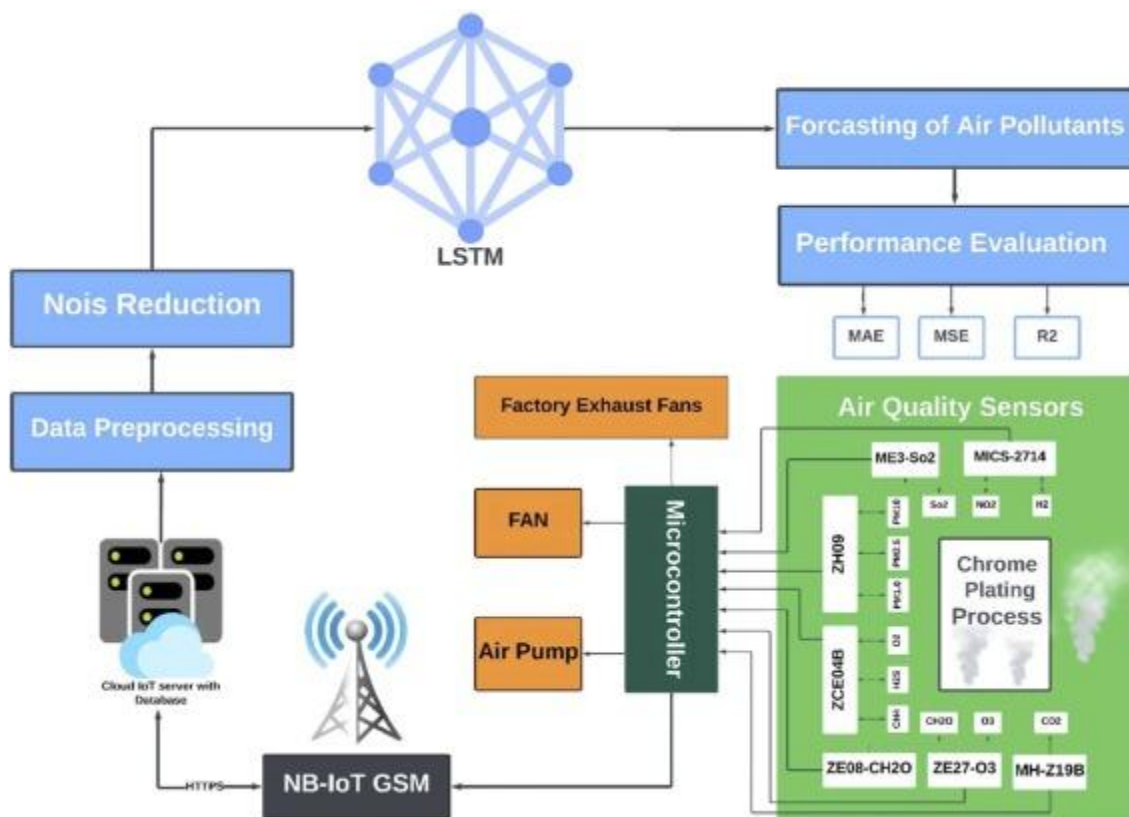 LSTM
Forcasting of Air Pollutants
Performance Evaluation
MAE
MSE
R2
Nois Reduction
Data Preprocessing
Cloud IoT server with
Database
HTTPS
NB-IoT GSM
Factory Exhaust Fans
FAN
Air Pump
Microcontroller
Air Quality Sensors
ME3-So2
MICS-2714
So2
NO2
H2
ZH09
PM10
PM2.5
PM1.0
Chrome
Plating
Process
ZCE04B
O2
H2S
CH4
CH2O
O3
CO2
ZE08-CH2O
ZE27-O3
MH-Z19B